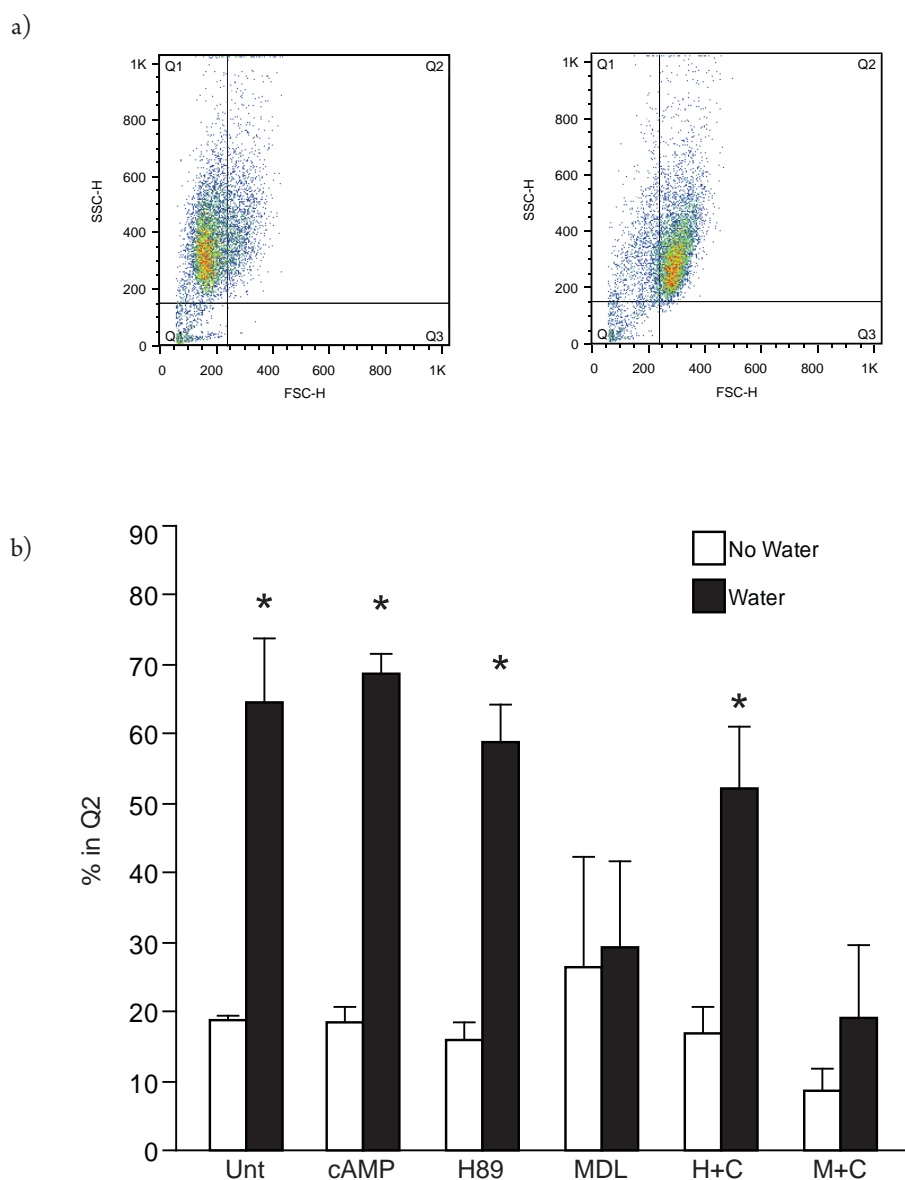 a)
Q1
Q2
1K
800
600
400
200
0
SSC-H
Q
Q3
0
200
400
600
800
1K
FSC-H
Q1
Q2
1K
800
600
400
200
0
SSC-H
Q
Q3
0
200
400
600
800
1K
FSC-H
b)
90
80
70
60
50
40
30
20
10
0
% in Q2
No Water
Water
*
*
*
*
Unt
cAMP
H89
MDL
H+C
M+C